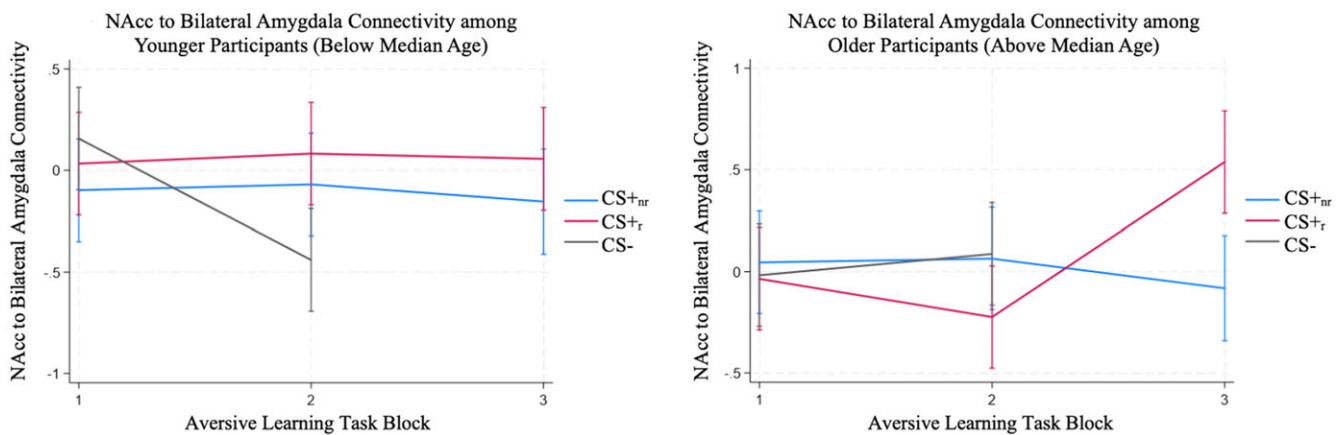 NAcc to Bilateral Amygdala Connectivity among
Younger Participants (Below Median Age)
NAcc to Bilateral Amygdala Connectivity
.5
0
-.5
-1
1
2
3
Aversive Learning Task Block
CS+nr
CS+r
CS-
NAcc to Bilateral Amygdala Connectivity among
Older Participants (Above Median Age)
NAcc to Bilateral Amygdala Connectivity
1
.5
0
-.5
1
2
3
Aversive Learning Task Block
CS+nr
CS+r
CS-